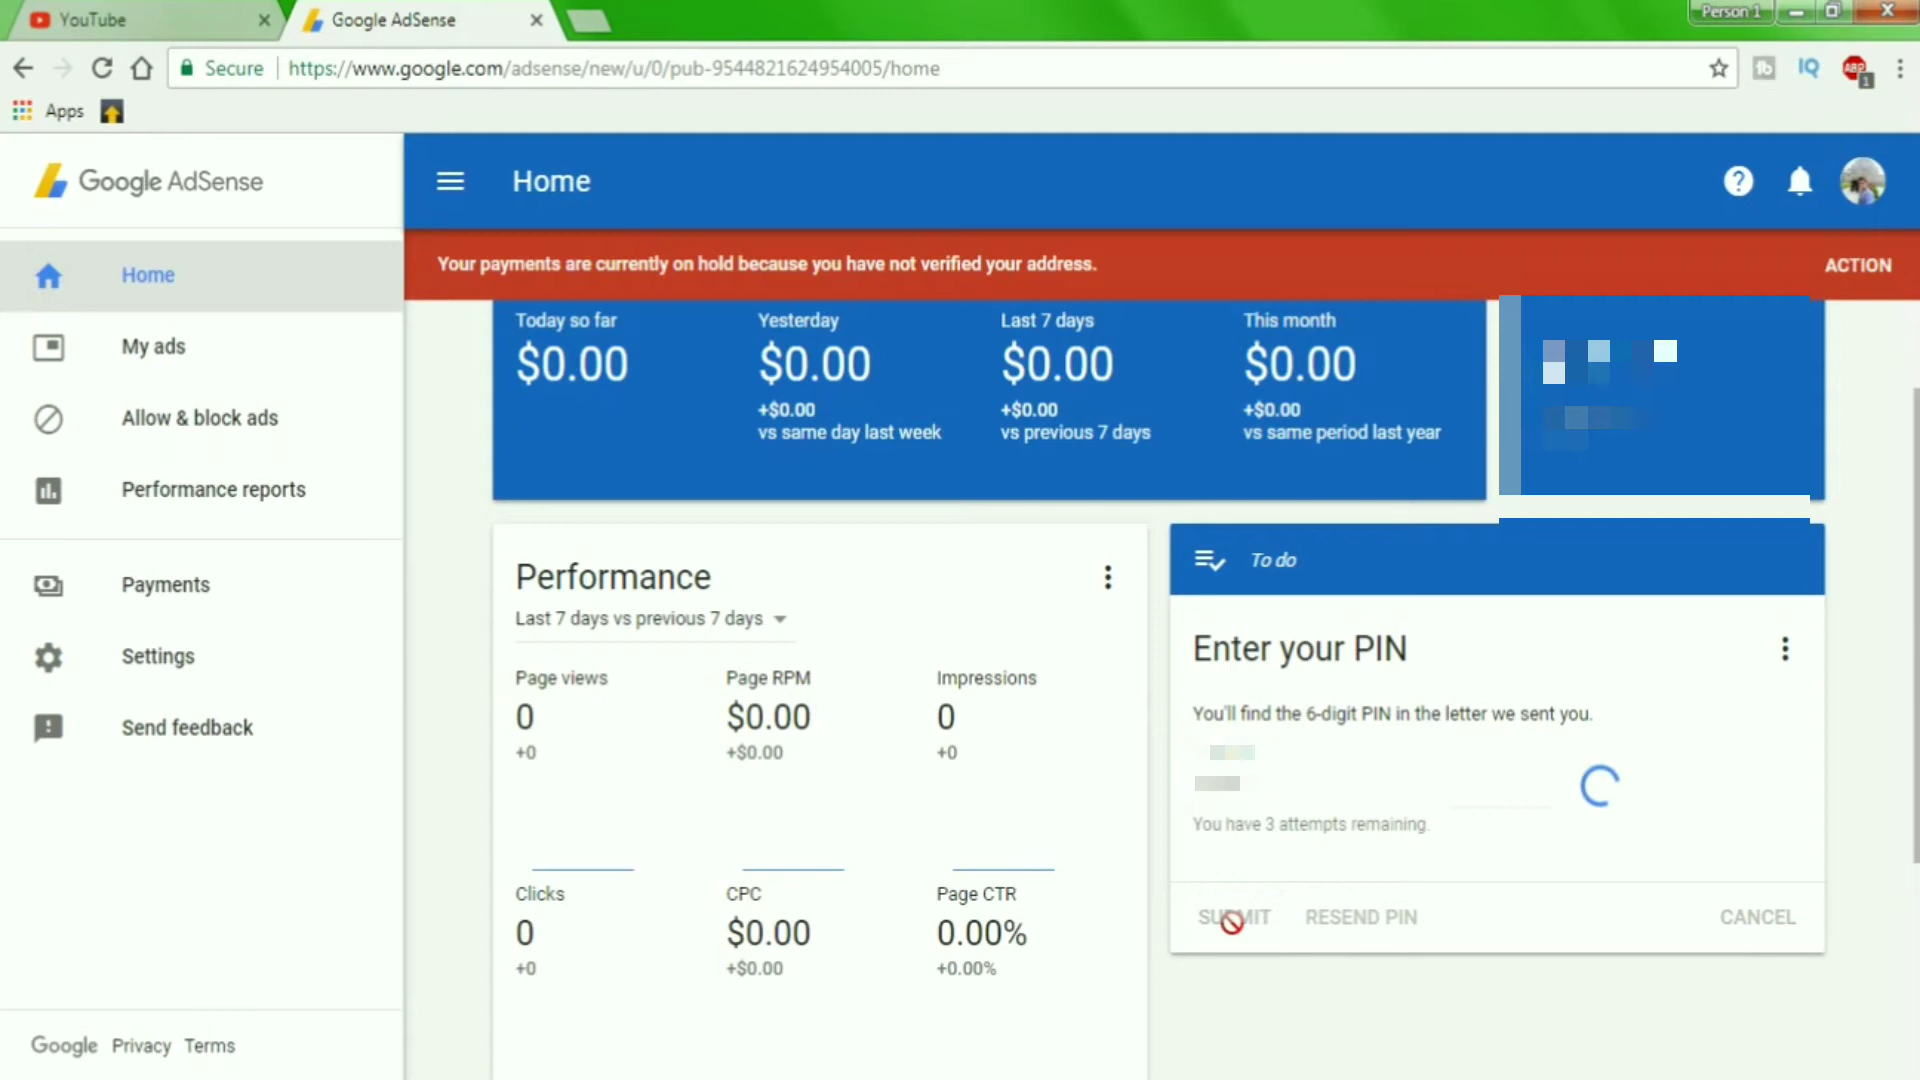 YouTube
Google AdSense
Person 1
Secure
https://www.google.com/adsense/new/u/0/pub-9544821624954005/home
IQ
ABP
1
Apps
Google AdSense
Home
Your payments are currently on hold because you have not verified your address.
ACTION
Home
My ads
Allow & block ads
Performance reports
Payments
Settings
Send feedback
Google Privacy Terms
Today so far
$0.00
Yesterday
$0.00
+$0.00
vs same day last week
Last 7 days
$0.00
+$0.00
vs previous 7 days
This month
$0.00
+$0.00
vs same period last year
Performance
Last 7 days vs previous 7 days
Page views
0
+0
Page RPM
$0.00
+$0.00
Impressions
0
+0
Clicks
0
+0
CPC
$0.00
+$0.00
Page CTR
0.00%
+0.00%
To do
Enter your PIN
You'll find the 6-digit PIN in the letter we sent you.
You have 3 attempts remaining.
SUBMIT
RESEND PIN
CANCEL